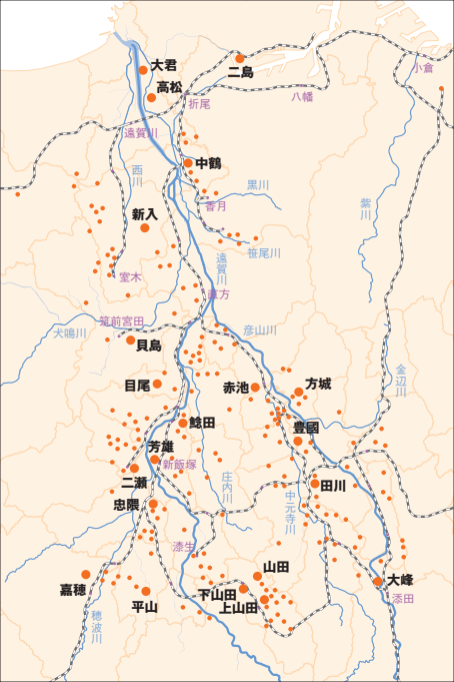 大君
二島
小倉
高松
折尾
八幡
遠賀川
西川
中鶴
黒川
香月
紫川
新入
笹尾川
遠賀川
室木
直方
筑前宮田
犬鳴川
彦山川
貝島
金辺川
目尾
赤池
方城
鯰田
豊國
芳雄
新飯塚
二瀬
庄内川
田川
忠隈
中元寺川
漆生
山田
嘉穂
下山田
大峰
平山
上山田
添田
穂波川